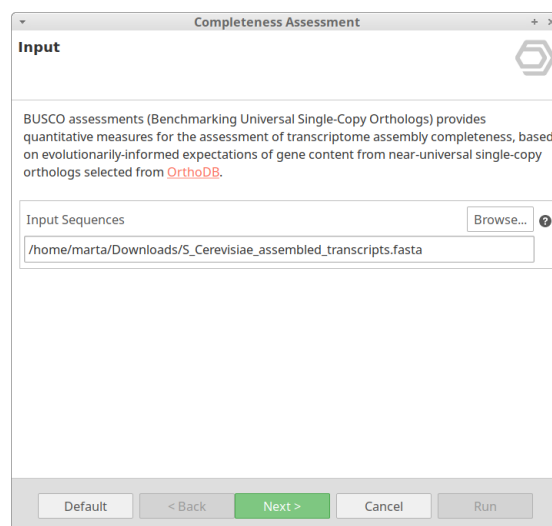 Completeness Assessment
Input
BUSCO assessments (Benchmarking Universal Single-Copy Orthologs) provides
quantitative measures for the assessment of transcriptome assembly completeness, based
on evolutionarily-informed expectations of gene content from near-universal single-copy
orthologs selected from OrthoDB.
Input Sequences Browse... ?
/home/marta/Downloads/S_Cerevisiae_assembled_transcripts.fasta
Default < Back Next > Cancel Run